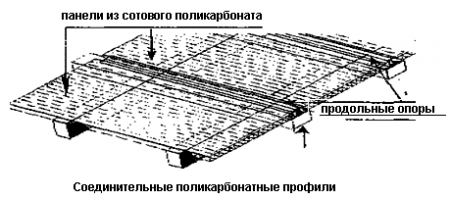 панели из сотового поликарбоната
продольные опоры
Соединительные поликарбонатные профили